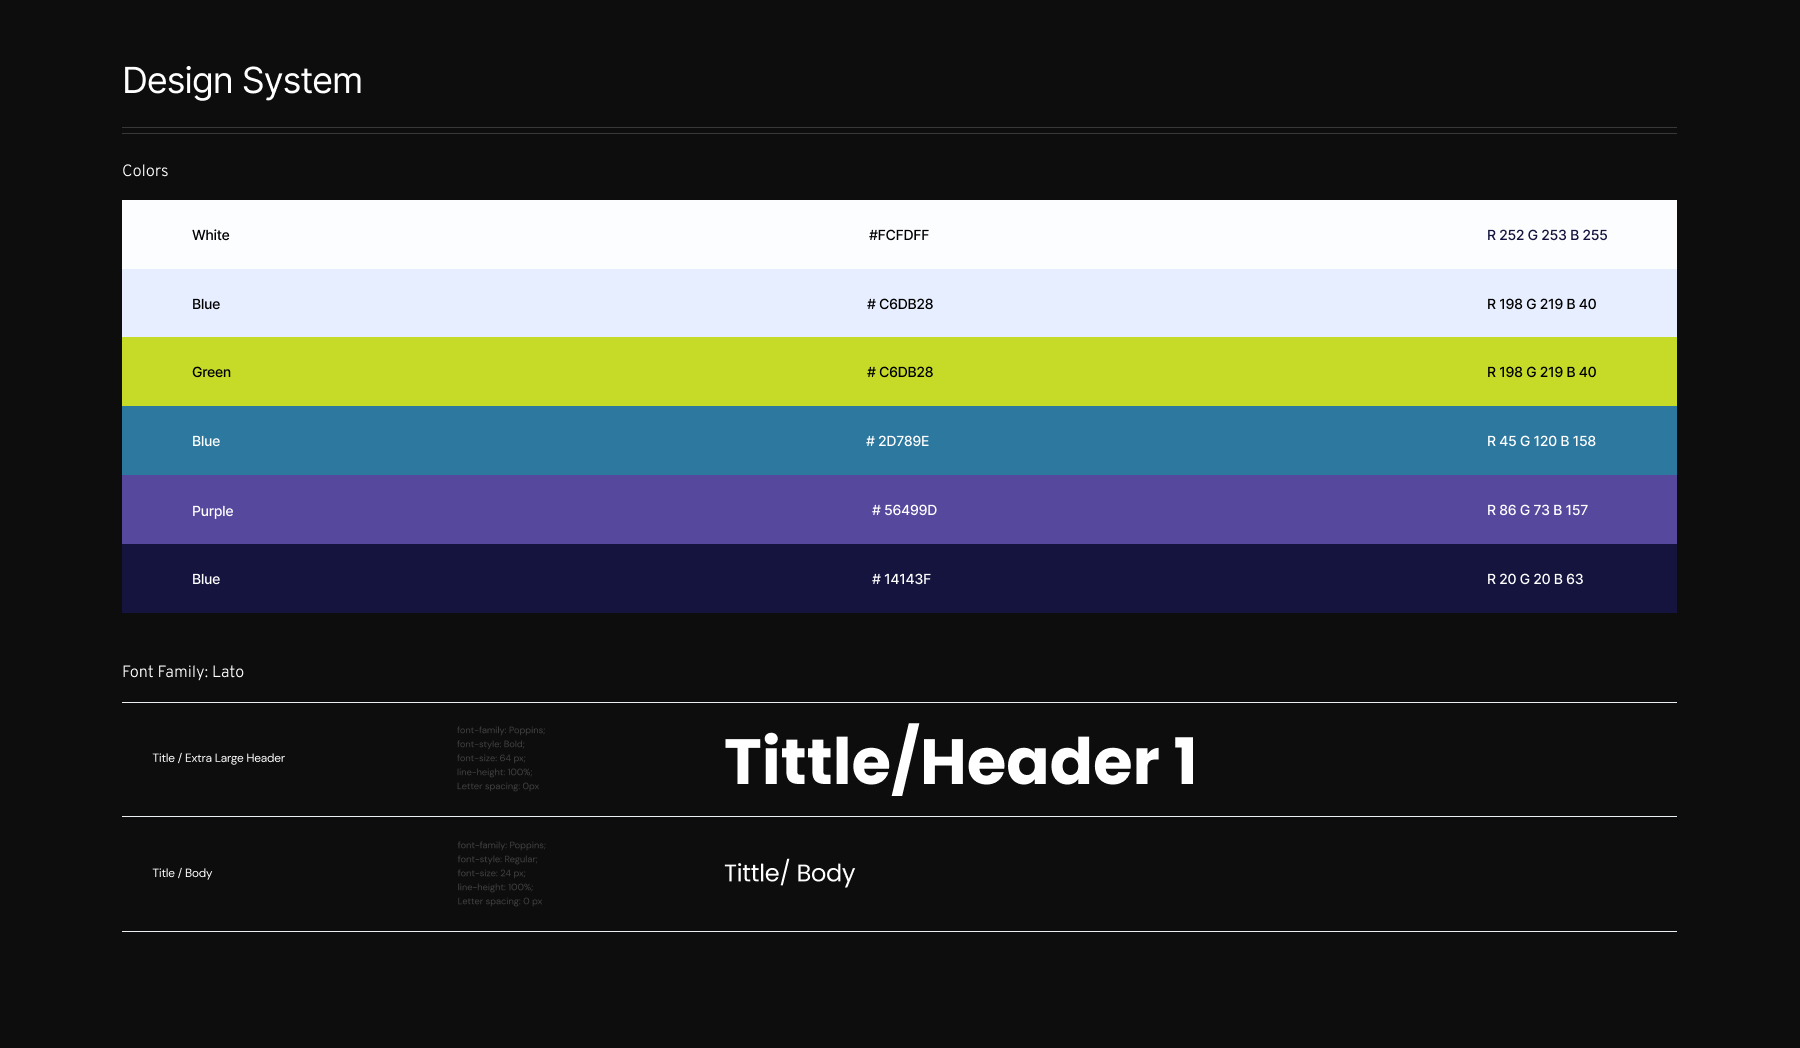 Design System
Colors
White #FCFDFF R 252 G 253 B 255
Blue # C6DB28 R 198 G 219 B 40
Green # C6DB28 R 198 G 219 B 40
Blue # 2D789E R 45 G 120 B 158
Purple # 56499D R 86 G 73 B 157
Blue # 14143F R 20 G 20 B 63
Font Family: Lato
Title / Extra Large Header
font-family: Poppins;
font-style: Bold;
font-size: 64 px;
line-height: 100%;
Letter spacing: 0px
Tittle/Header 1
Title / Body
font-family: Poppins;
font-style: Regular;
font-size: 24 px;
line-height: 100%;
Letter spacing: 0 px
Tittle/ Body